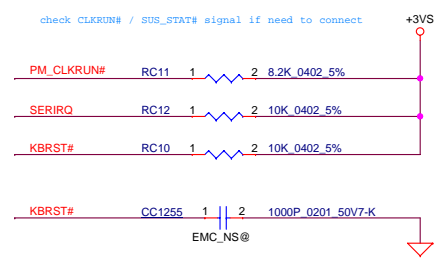 check CLKRUN# / SUS_STAT# signal if need to connect
+3VS
PM_CLKRUN# RC11 1 2 8.2K_0402_5%
SERIRQ RC12 1 2 10K_0402_5%
KBRST# RC10 1 2 10K_0402_5%
KBRST# CC1255 1 2 1000P_0201_50V7-K
EMC_NS@